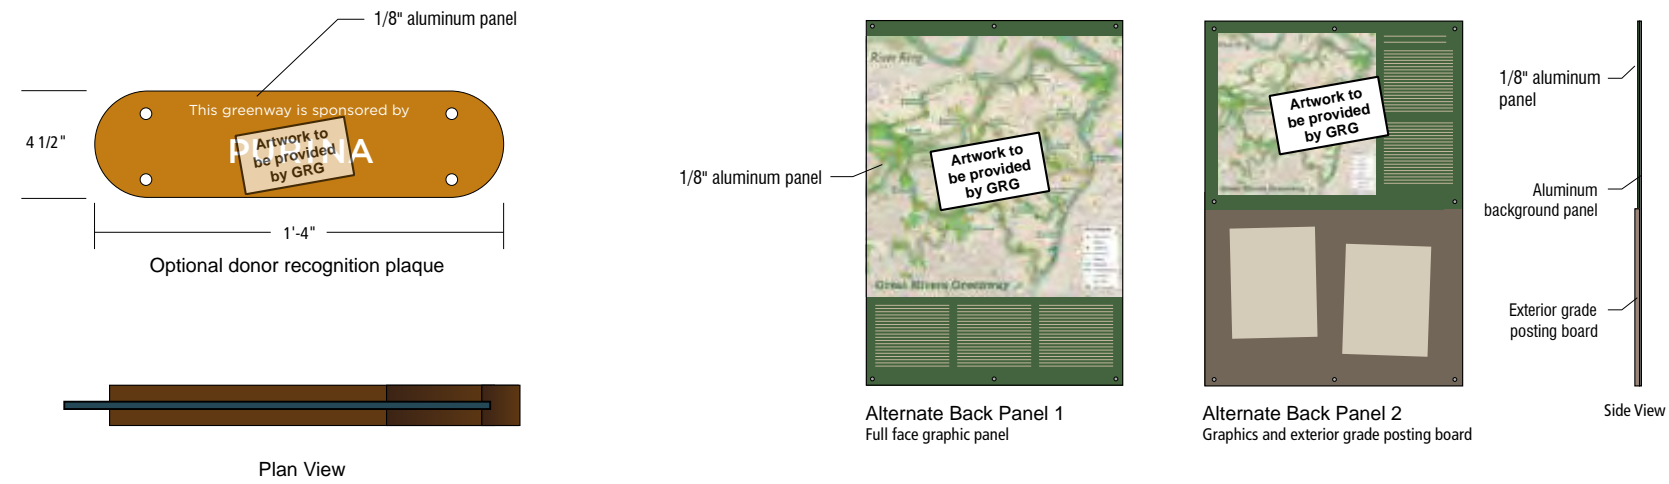 1/8" aluminum panel
This greenway is sponsored by
PURINA
Artwork to
be provided
by GRG
4 1/2"
1'-4"
Optional donor recognition plaque
Plan View
1/8" aluminum panel
River Ring
Artwork to
be provided
by GRG
Great Rivers Greenway
Alternate Back Panel 1
Full face graphic panel
Artwork to
be provided
by GRG
Great Rivers Greenway
Alternate Back Panel 2
Graphics and exterior grade posting board
1/8" aluminum
panel
Aluminum
background panel
Exterior grade
posting board
Side View